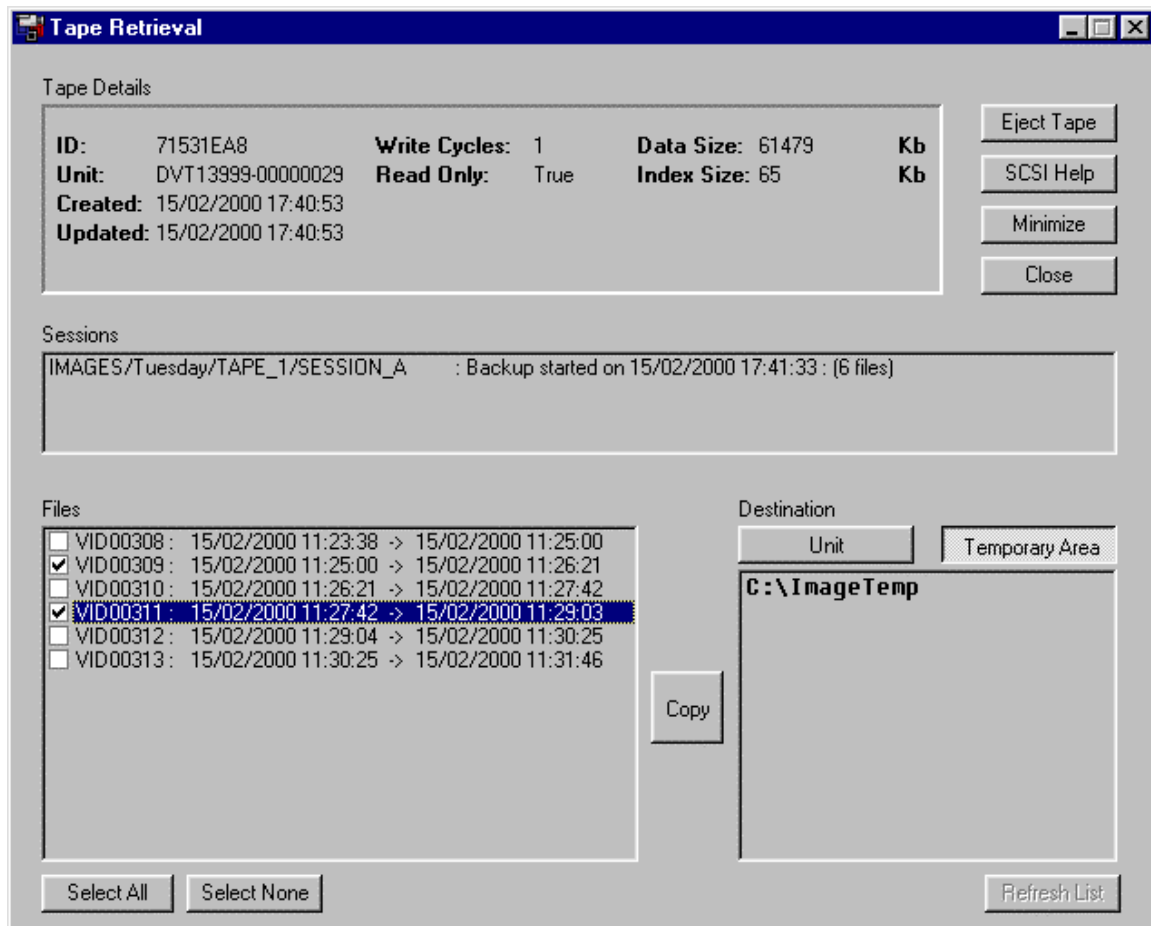 Tape Retrieval
Tape Details
ID: 71531EA8 Write Cycles: 1 Data Size: 61479 Kb
Unit: DVT13999-00000029 Read Only: True Index Size: 65 Kb
Created: 15/02/2000 17:40:53
Updated: 15/02/2000 17:40:53
Eject Tape
SCSI Help
Minimize
Close
Sessions
IMAGES/Tuesday/TAPE_1/SESSION_A : Backup started on 15/02/2000 17:41:33 : (6 files)
Files
VID00308 : 15/02/2000 11:23:38 -> 15/02/2000 11:25:00
VID00309 : 15/02/2000 11:25:00 -> 15/02/2000 11:26:21
VID00310 : 15/02/2000 11:26:21 -> 15/02/2000 11:27:42
VID00311 : 15/02/2000 11:27:42 -> 15/02/2000 11:29:03
VID00312 : 15/02/2000 11:29:04 -> 15/02/2000 11:30:25
VID00313 : 15/02/2000 11:30:25 -> 15/02/2000 11:31:46
Copy
Destination
Unit Temporary Area
C:\ImageTemp
Select All Select None Refresh List